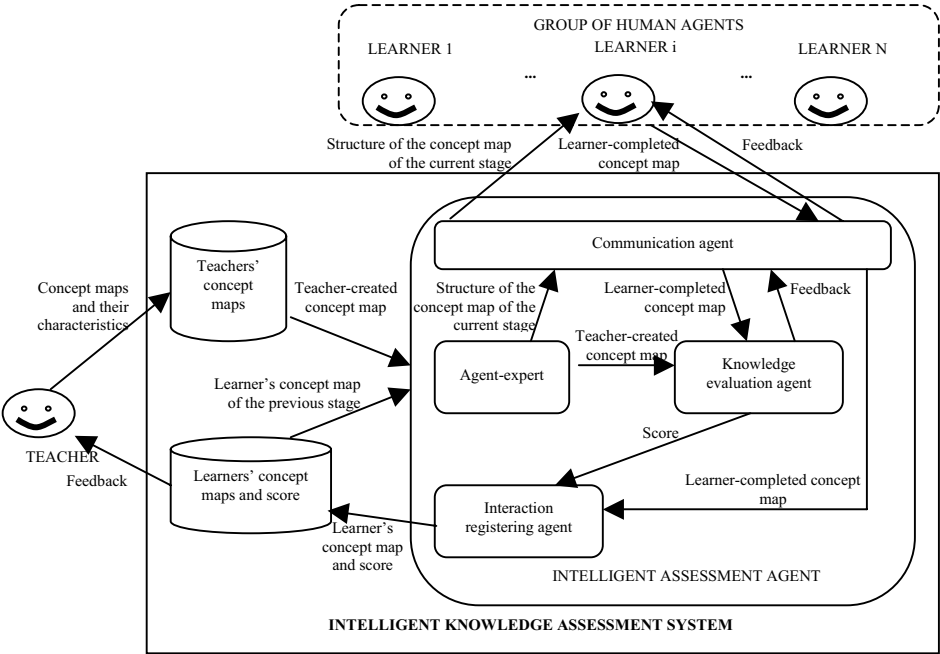 GROUP OF HUMAN AGENTS
LEARNER 1
LEARNER i
LEARNER N
...
...
Structure of the concept map
of the current stage
Learner-completed
concept map
Feedback
Communication agent
Teachers’
concept
maps
Concept maps
and their
characteristics
Teacher-created
concept map
Structure of the
concept map of the
current stage
Learner-completed
concept map
Feedback
Teacher-created
concept map
Agent-expert
Knowledge
evaluation agent
Learner’s concept map
of the previous stage
TEACHER
Feedback
Learners’ concept
maps and score
Score
Learner-completed concept
map
Interaction
registering agent
Learner’s
concept map
and score
INTELLIGENT ASSESSMENT AGENT
INTELLIGENT KNOWLEDGE ASSESSMENT SYSTEM